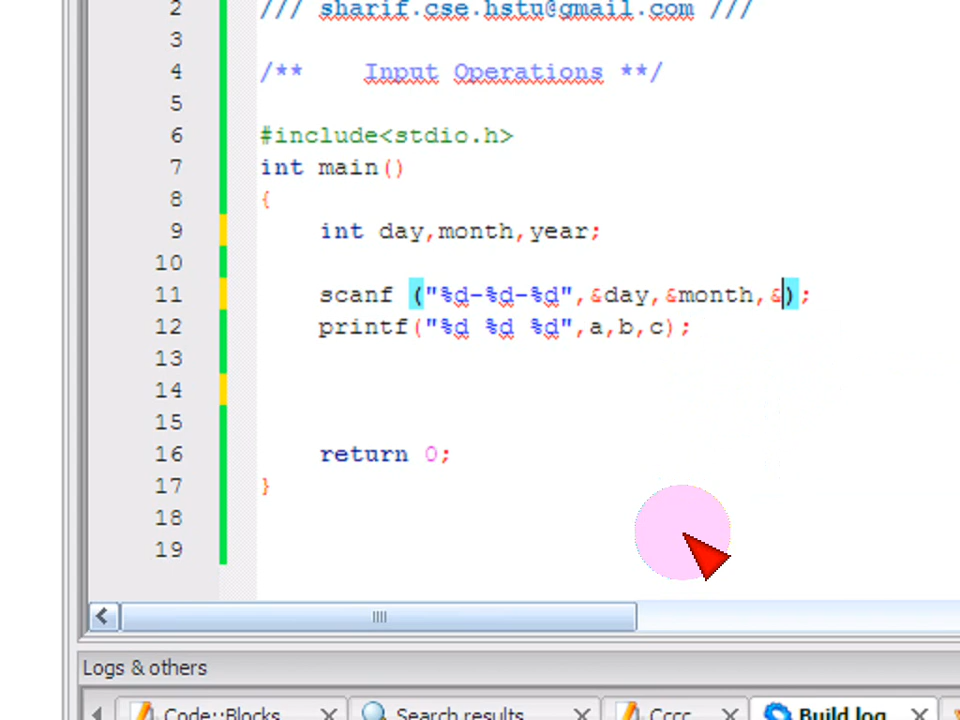 2 /// sharif.cse.hstu@gmail.com ///
3
4 /** Input Operations **/
5
6 #include<stdio.h>
7 int main()
8 {
9 int day,month,year;
10
11 scanf ("%d-%d-%d",&day,&month,&);
12 printf("%d %d %d",a,b,c);
13
14
15
16 return 0;
17 }
18
19
Logs & others
Code::Blocks Search results Cccc Build log